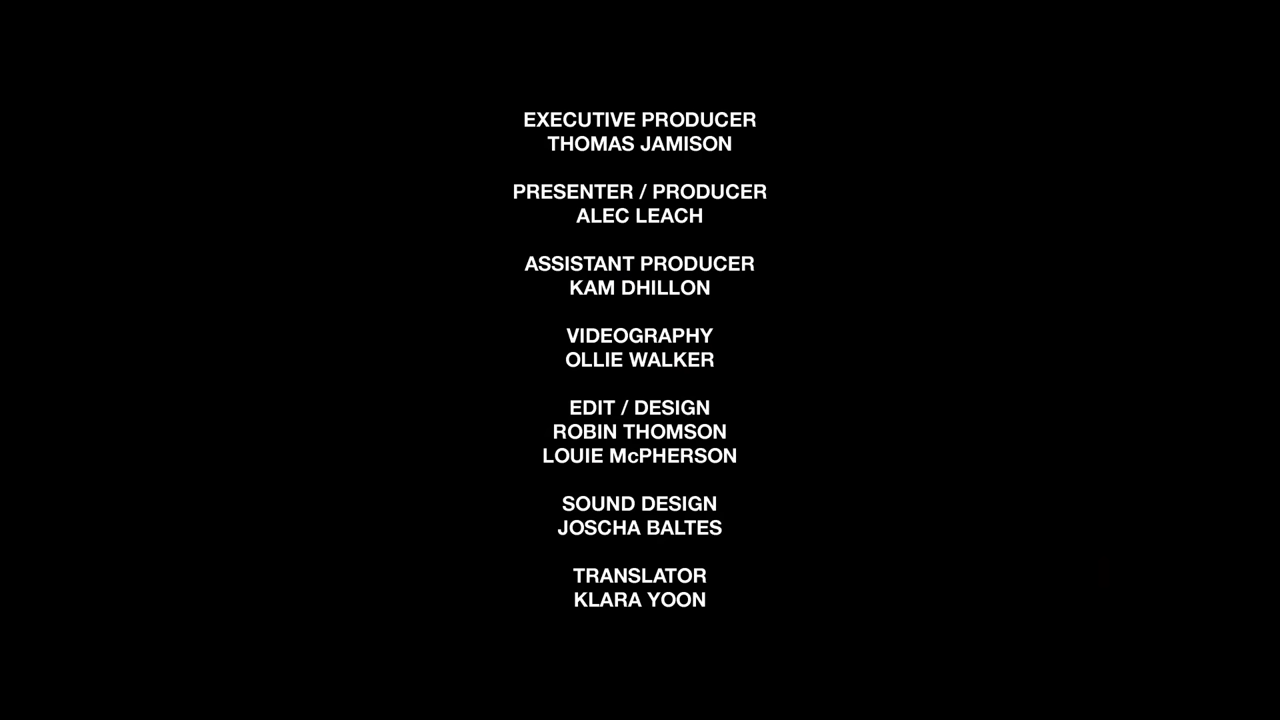 EXECUTIVE PRODUCER
THOMAS JAMISON
PRESENTER / PRODUCER
ALEC LEACH
ASSISTANT PRODUCER
KAM DHILLON
VIDEOGRAPHY
OLLIE WALKER
EDIT / DESIGN
ROBIN THOMSON
LOUIE McPHERSON
SOUND DESIGN
JOSCHA BALTES
TRANSLATOR
KLARA YOON